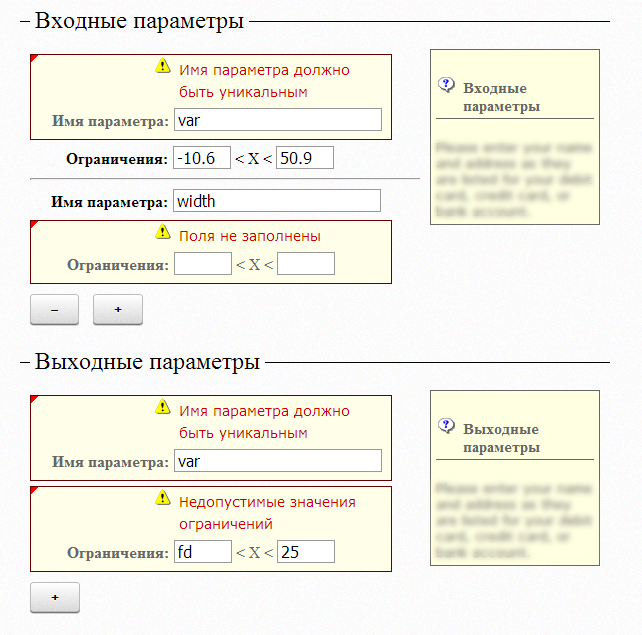 Входные параметры
Имя параметра должно
быть уникальным
Имя параметра: var
Ограничения: -10.6 < X < 50.9
Имя параметра: width
Поля не заполнены
Ограничения: < X <
– +
Входные
параметры
Please enter your name
and address as they
are listed for your debit
card, credit card, or
bank account.
Выходные параметры
Имя параметра должно
быть уникальным
Имя параметра: var
Недопустимые значения
ограничений
Ограничения: fd < X < 25
+
Выходные
параметры
Please enter your name
and address as they
are listed for your debit
card, credit card, or
bank account.